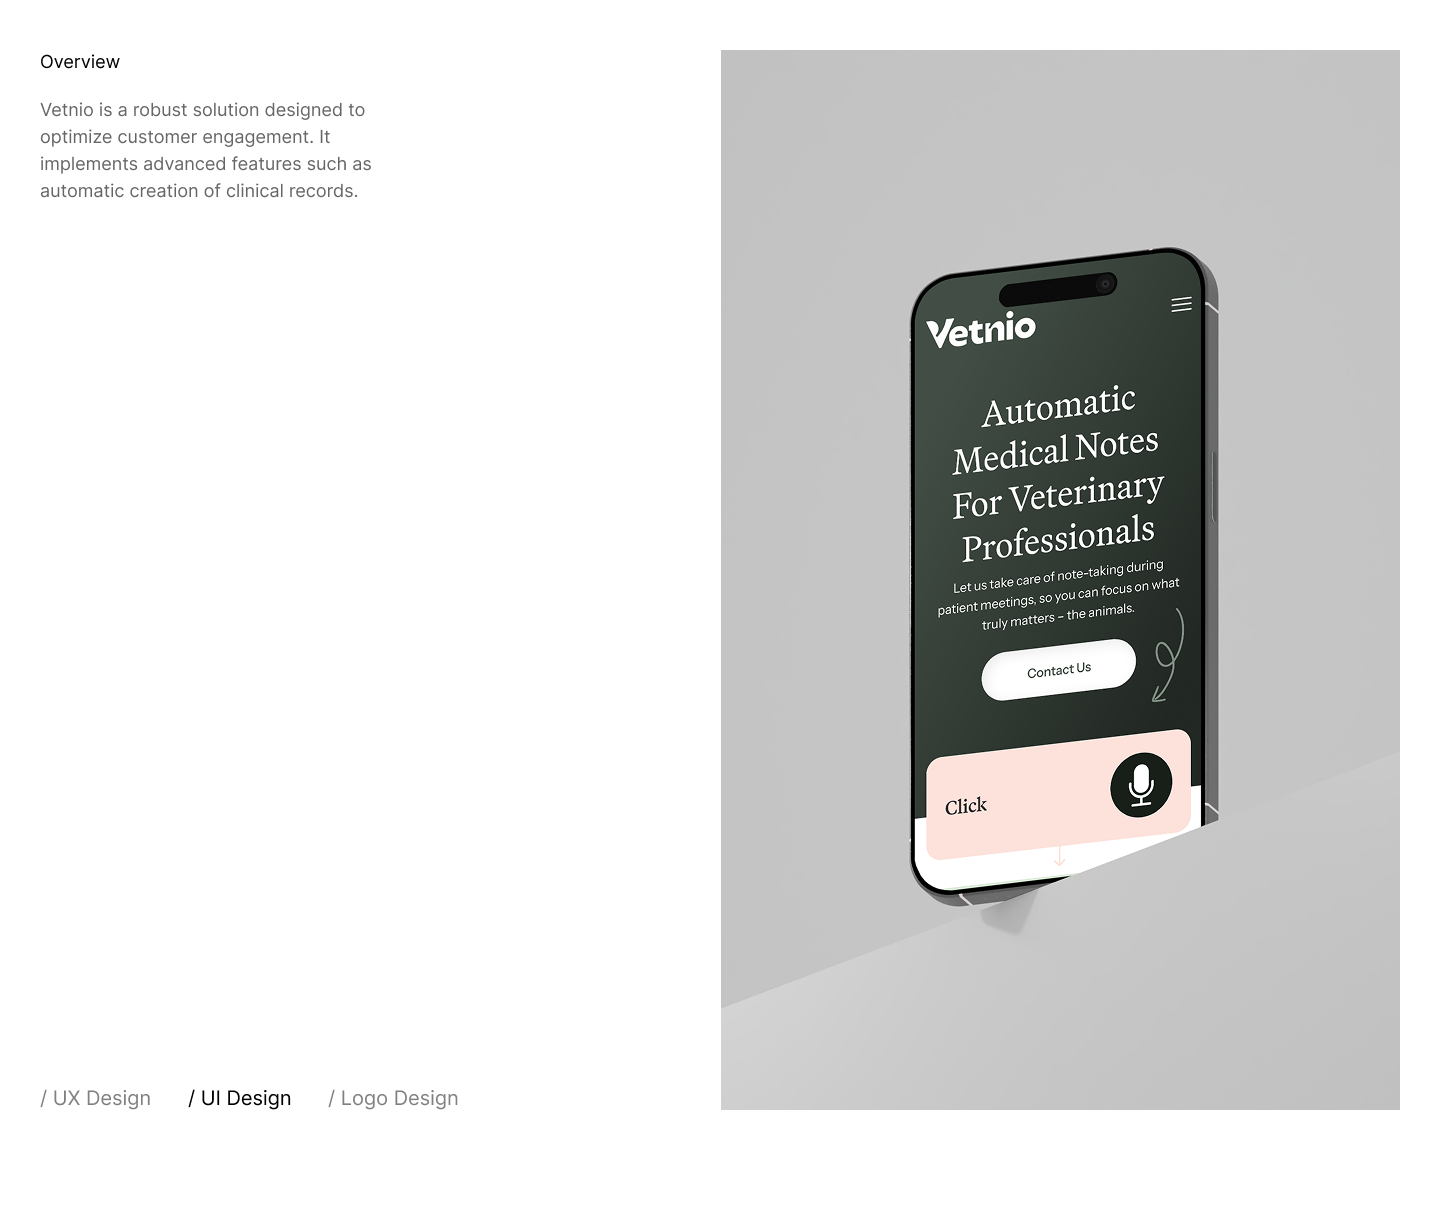 Overview
Vetnio is a robust solution designed to
optimize customer engagement. It
implements advanced features such as
automatic creation of clinical records.
Vetnio
Automatic
Medical Notes
For Veterinary
Professionals
Let us take care of note-taking during
patient meetings, so you can focus on what
truly matters – the animals.
Contact Us
Click
/ UX Design / UI Design / Logo Design